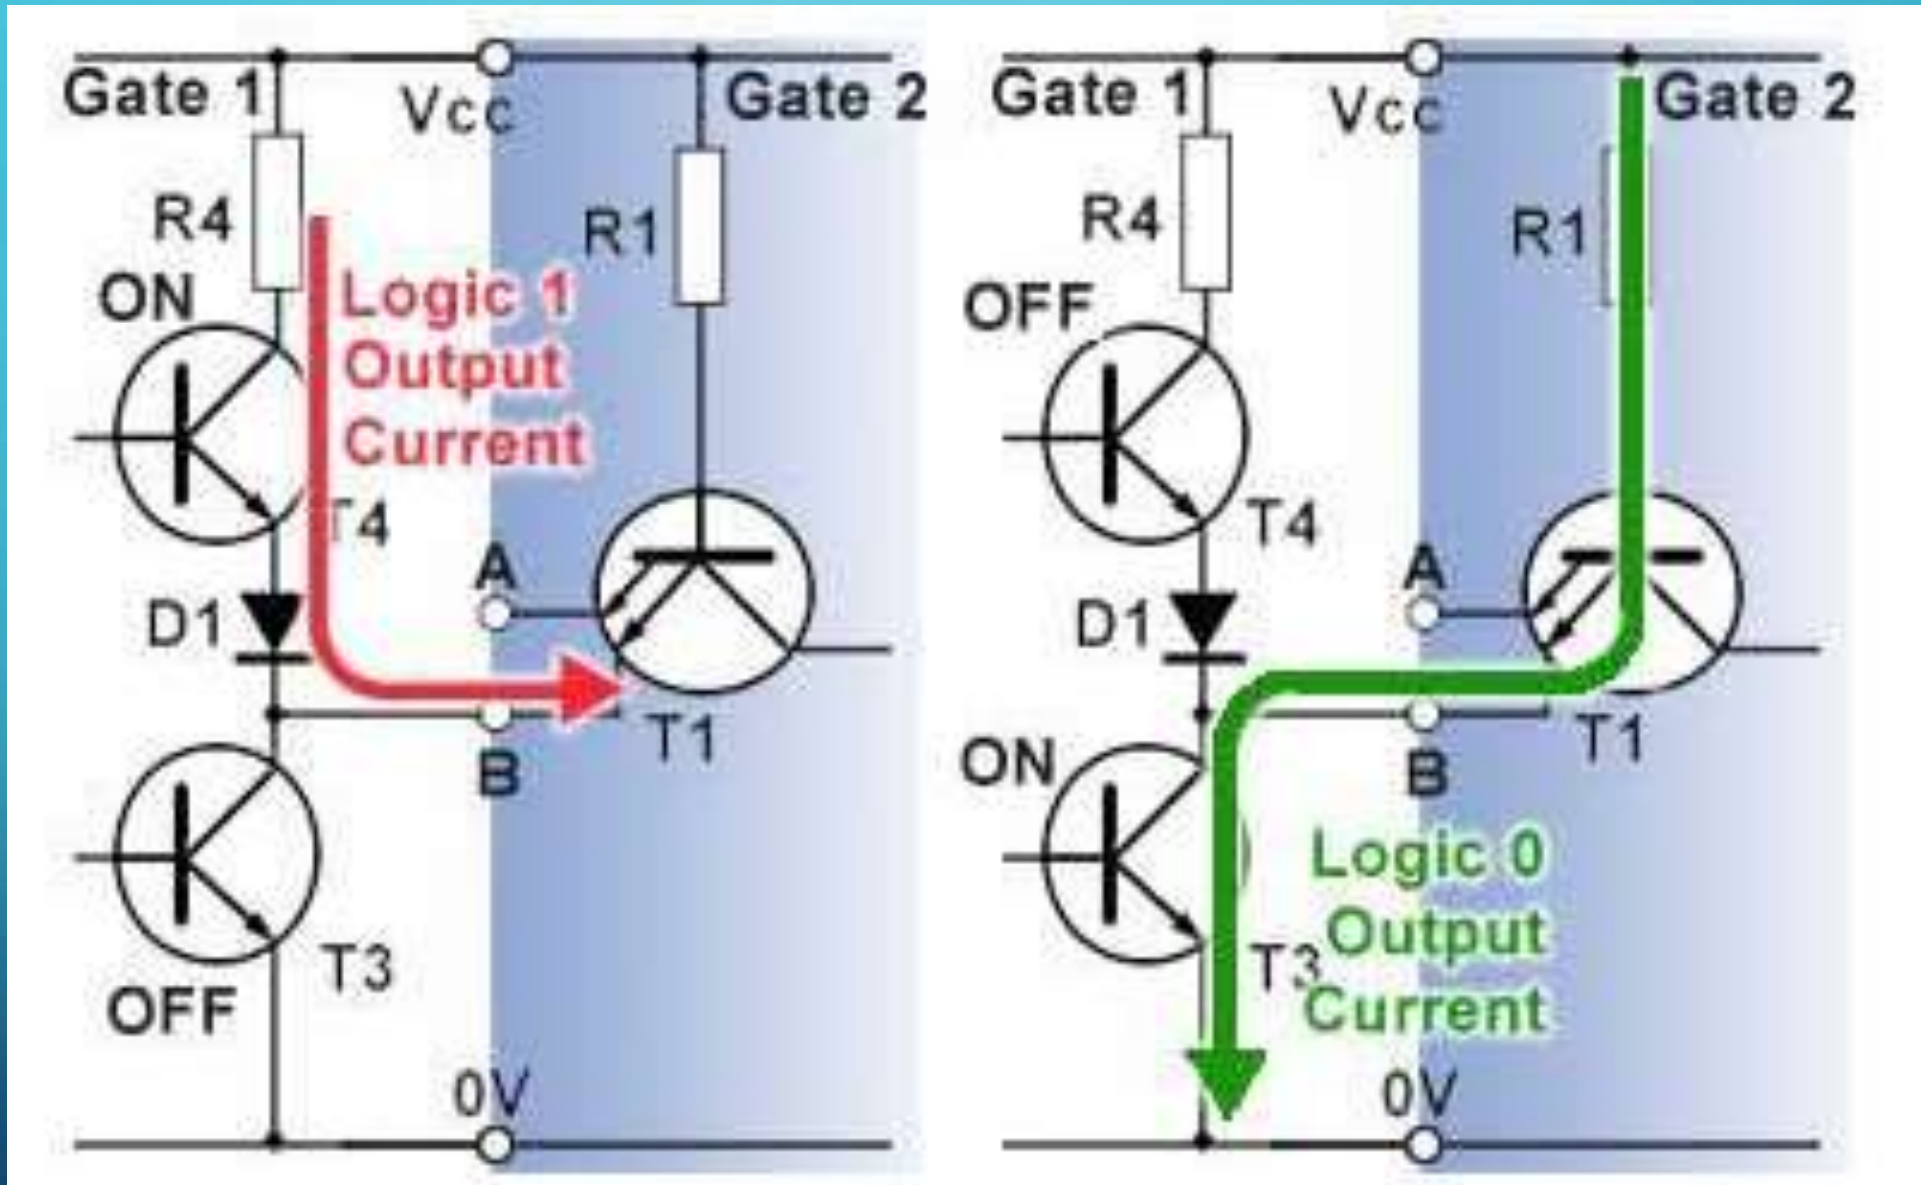 Gate 1
Vcc
Gate 2
R4
R1
ON
Logic 1
Output
Current
T4
A
D1
B
T1
T3
OFF
0V
Gate 1
Vcc
Gate 2
R4
R1
OFF
T4
A
D1
T1
ON
B
Logic 0
Output
T3
Current
0V